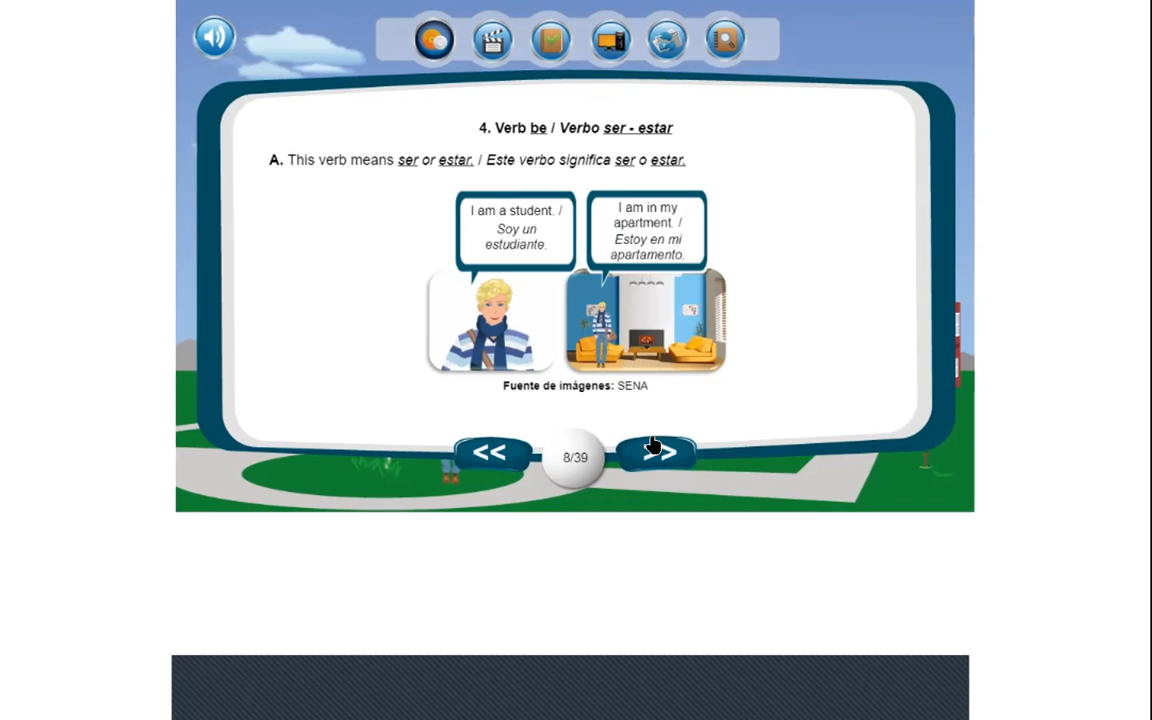 4. Verb be / Verbo ser - estar
A. This verb means ser or estar. / Este verbo significa ser o estar.
I am a student. /
Soy un
estudiante.
I am in my
apartment. /
Estoy en mi
apartamento.
Fuente de imágenes: SENA
<<
8/39
>>